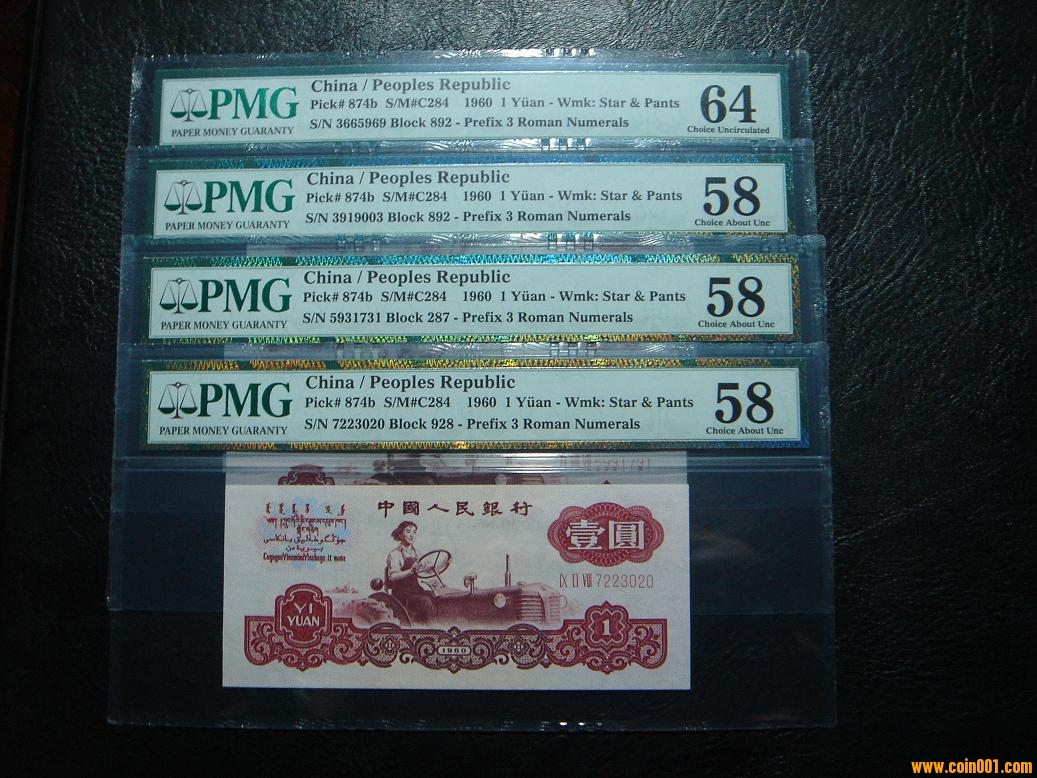 China / Peoples Republic
PMG
Pick# 874b S/M#C284 1960 1 Yüan - Wmk: Star & Pants
64
PAPER MONEY GUARANTY
S/N 3665969 Block 892 - Prefix 3 Roman Numerals
Choice Uncirculated
China / Peoples Republic
PMG
Pick# 874b S/M#C284 1960 1 Yüan - Wmk: Star & Pants
58
PAPER MONEY GUARANTY
S/N 3919003 Block 892 - Prefix 3 Roman Numerals
Choice About Unc
China / Peoples Republic
PMG
Pick# 874b S/M#C284 1960 1 Yüan - Wmk: Star & Pants
58
PAPER MONEY GUARANTY
S/N 5931731 Block 287 - Prefix 3 Roman Numerals
Choice About Unc
China / Peoples Republic
PMG
Pick# 874b S/M#C284 1960 1 Yüan - Wmk: Star & Pants
58
PAPER MONEY GUARANTY
S/N 7223020 Block 928 - Prefix 3 Roman Numerals
Choice About Unc
5931731
中國人民銀行
壹圓
IX II VIII 7223020
YI
YUAN
1
1960
www.coin001.com